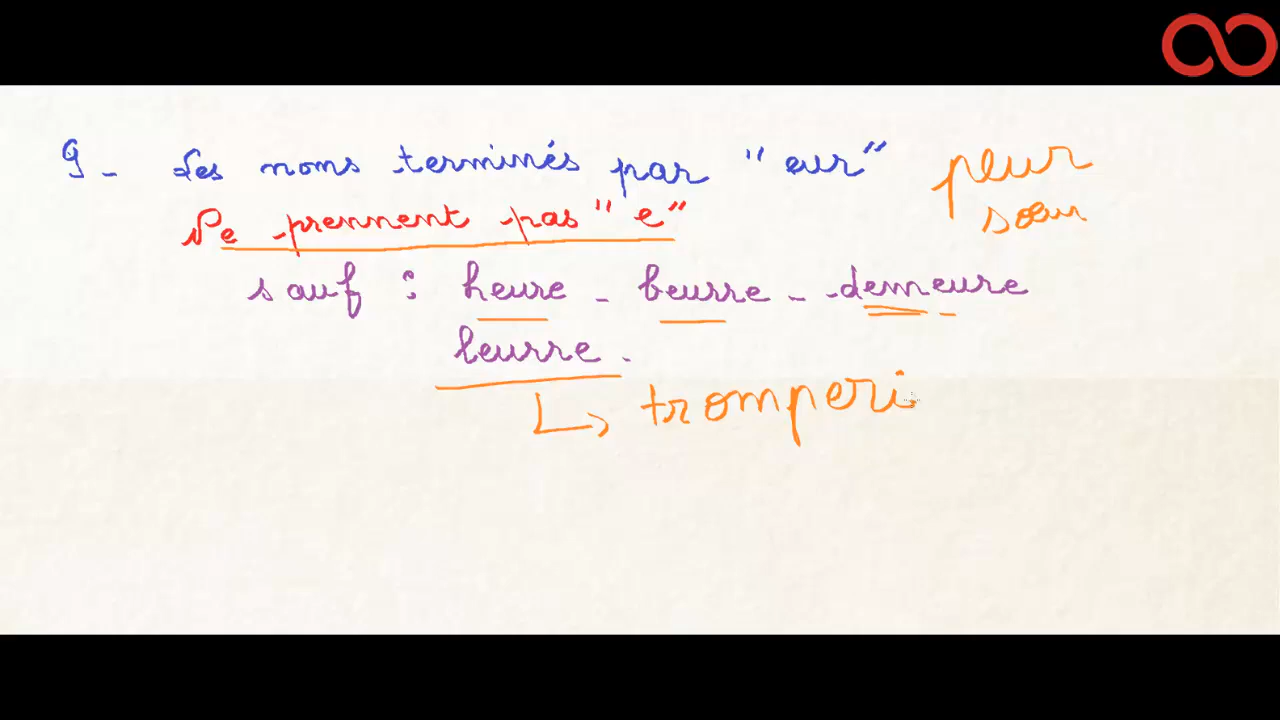 9- Les noms terminés par "eur" peur
sœur
Ne prennent pas "e"
sauf : heure - beurre - demeure
leurre.
↳ tromperi